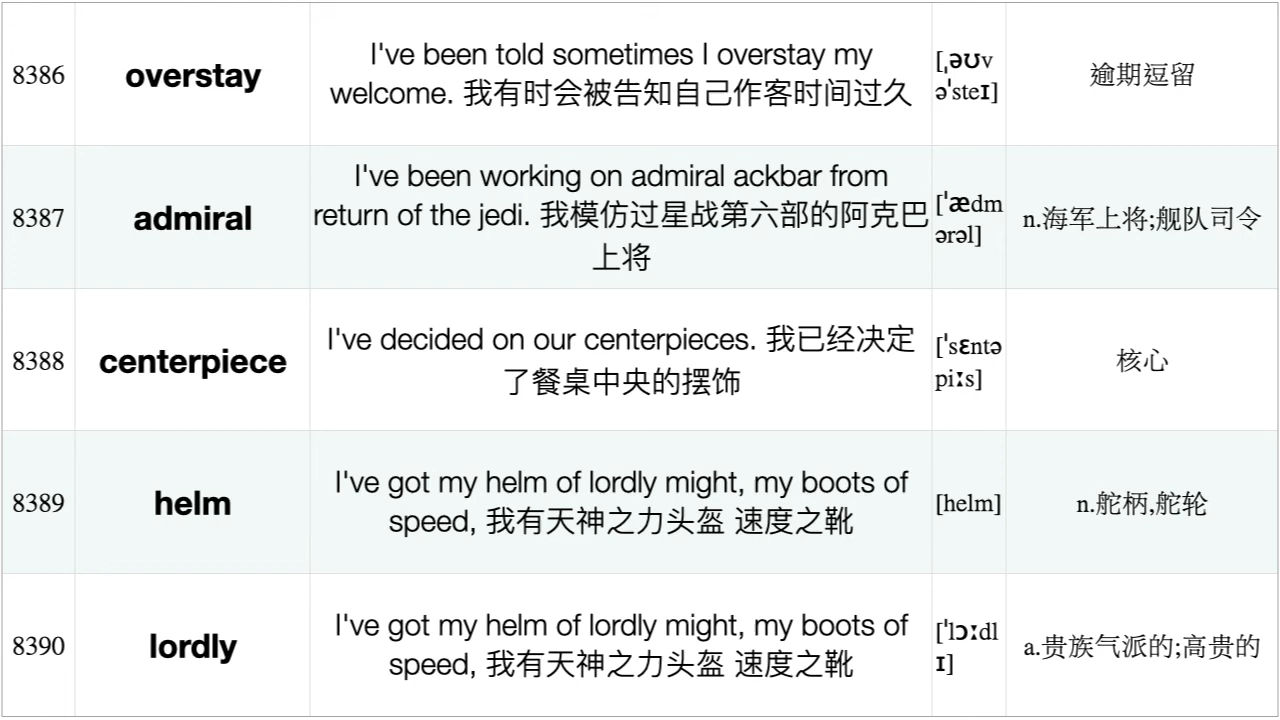 8386
overstay
I've been told sometimes I overstay my
welcome. 我有时会被告知自己作客时间过久
[ˌəʊv
əˈsteɪ]
逾期逗留
8387
admiral
I've been working on admiral ackbar from
return of the jedi. 我模仿过星战第六部的阿克巴
上将
[ˈædm
ərəl]
n.海军上将;舰队司令
8388
centerpiece
I've decided on our centerpieces. 我已经决定
了餐桌中央的摆饰
[ˈsɛntə
piːs]
核心
8389
helm
I've got my helm of lordly might, my boots of
speed, 我有天神之力头盔 速度之靴
[helm]
n.舵柄,舵轮
8390
lordly
I've got my helm of lordly might, my boots of
speed, 我有天神之力头盔 速度之靴
[ˈlɔːdl
ɪ]
a.贵族气派的;高贵的